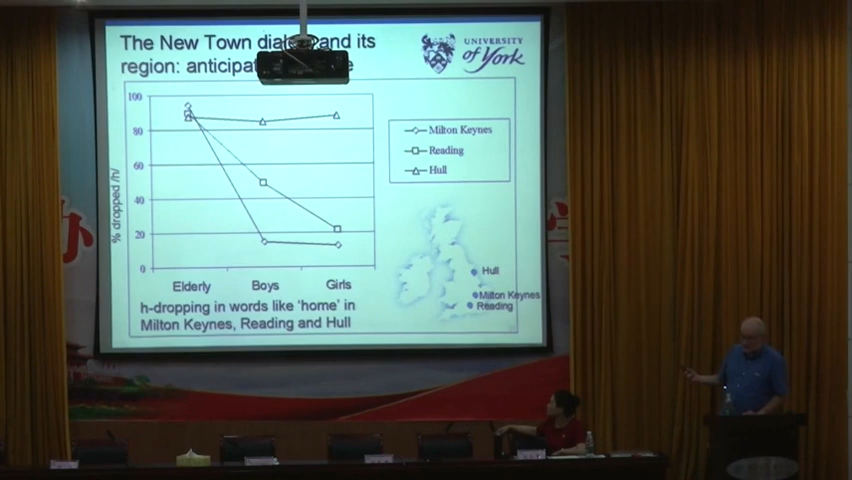 The New Town and its
region:
UNIVERSITY
of York
100
80
60
40
20
0
% dropped /h/
Milton Keynes
Reading
Hull
Elderly
Boys
Girls
h-dropping in words like 'home' in
Milton Keynes, Reading and Hull
Hull
Milton Keynes
Reading